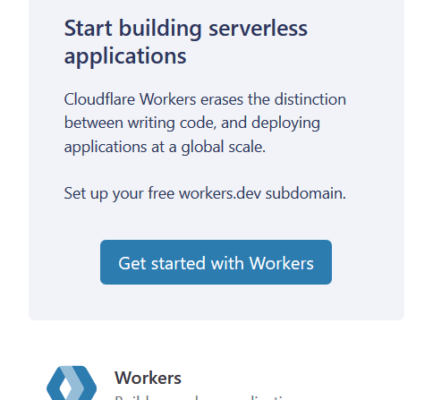 Start building serverless
applications
Cloudflare Workers erases the distinction
between writing code, and deploying
applications at a global scale.
Set up your free workers.dev subdomain.
Get started with Workers
Workers